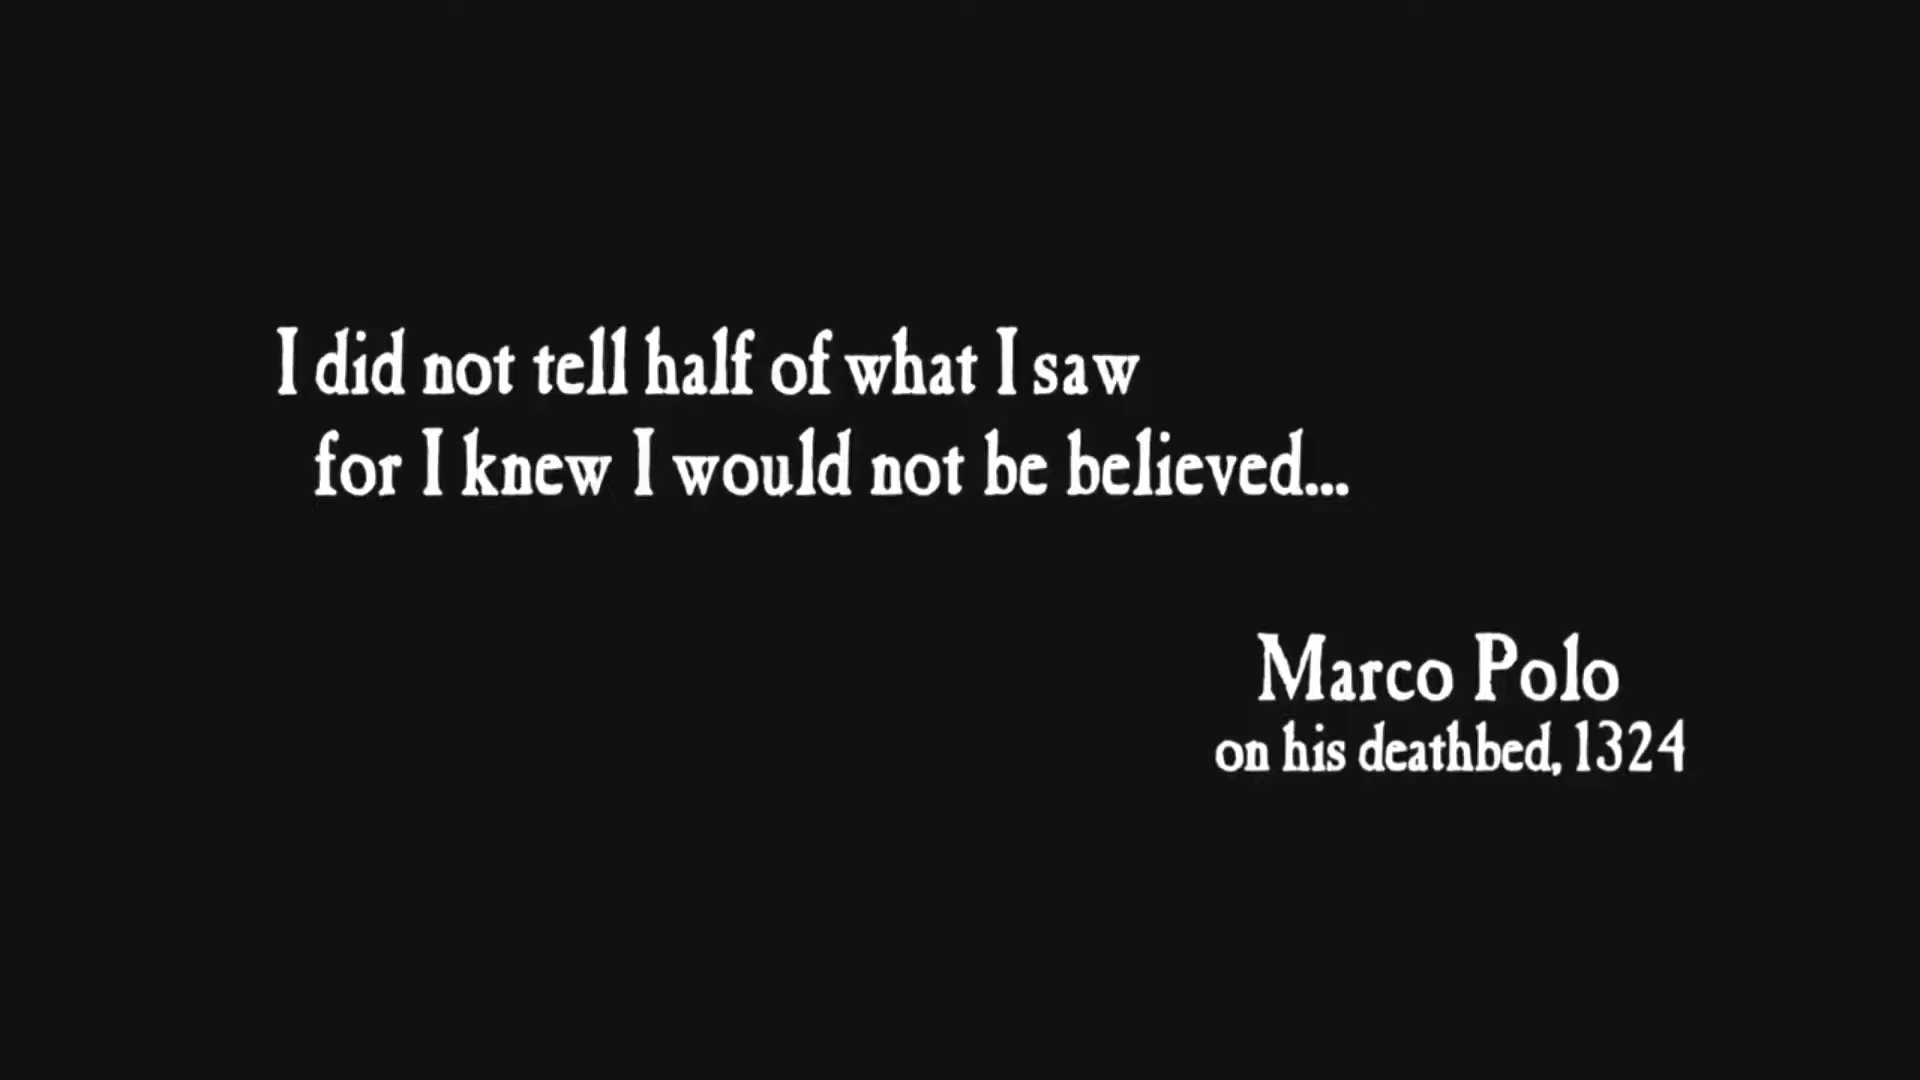 I did not tell half of what I saw
for I knew I would not be believed...
Marco Polo
on his deathbed, 1324